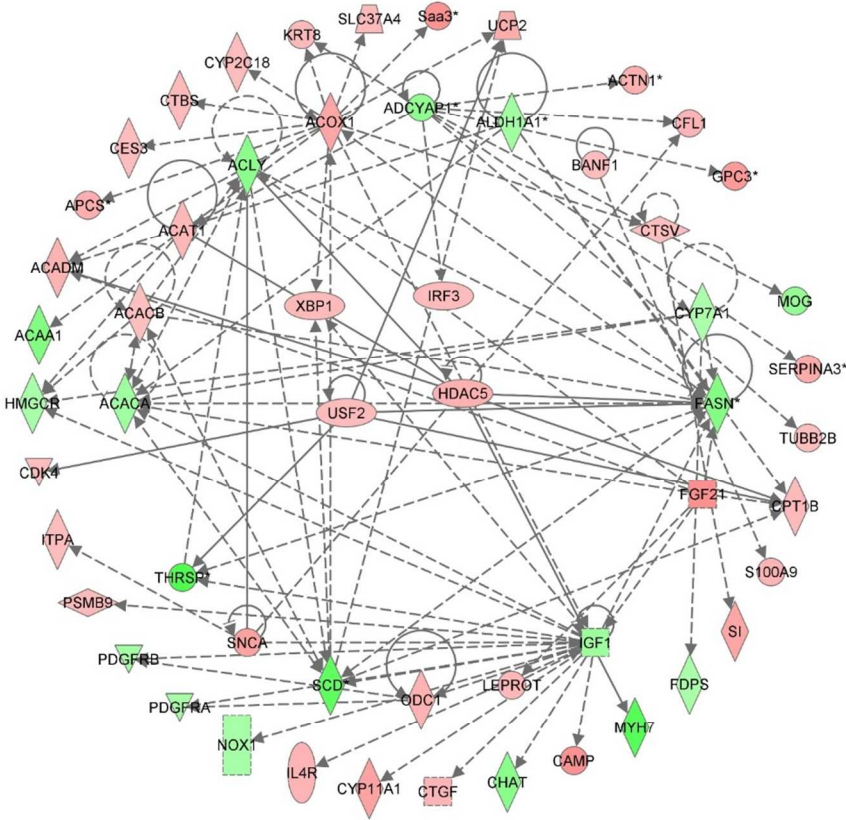 SLC37A4
Saa3*
UCP2
KRT8
CYP2C18
ACTN1*
CTBS
ADCYAP1*
ACOX1
ALDH1A1*
CFL1
CES3
ACLY
BANF1
GPC3*
APCS*
ACAT1
CTSV
ACADM
XBP1
IRF3
MOG
ACACB
CYP7A1
ACAA1
SERPINA3*
HMGCR
ACACA
USF2
HDAC5
FASN*
TUBB2B
CDK4
FGF21
CPT1B
ITPA
THRSP*
S100A9
PSMB9
SNCA
IGF1
SI
PDGFRB
SCD*
LEPROT
FDPS
PDGFRA
ODC1
MYH7
NOX1
IL4R
CYP11A1
CTGF
CHAT
CAMP